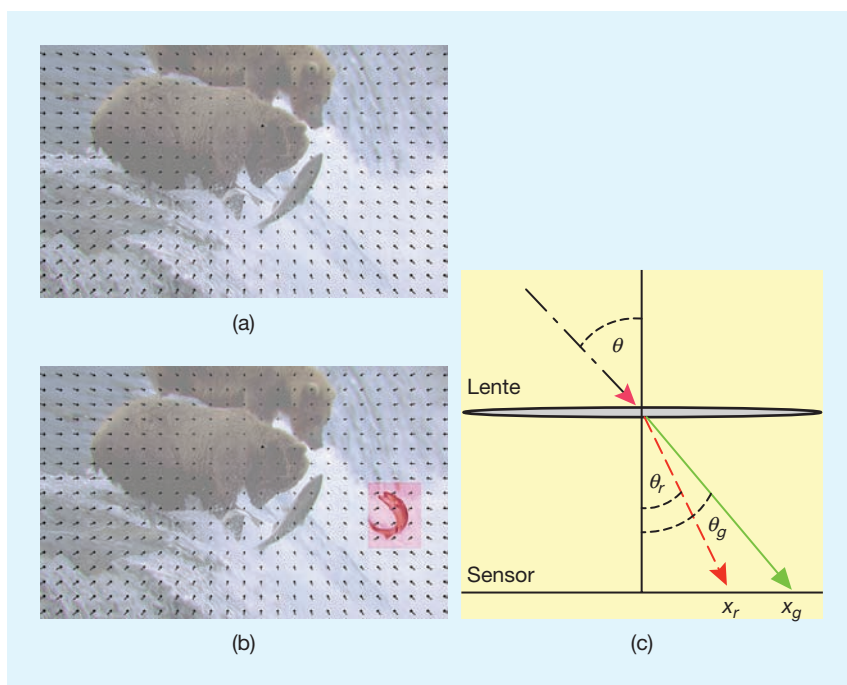 (a)
(b)
θ
Lente
θr
θg
Sensor
xr
xg
(c)